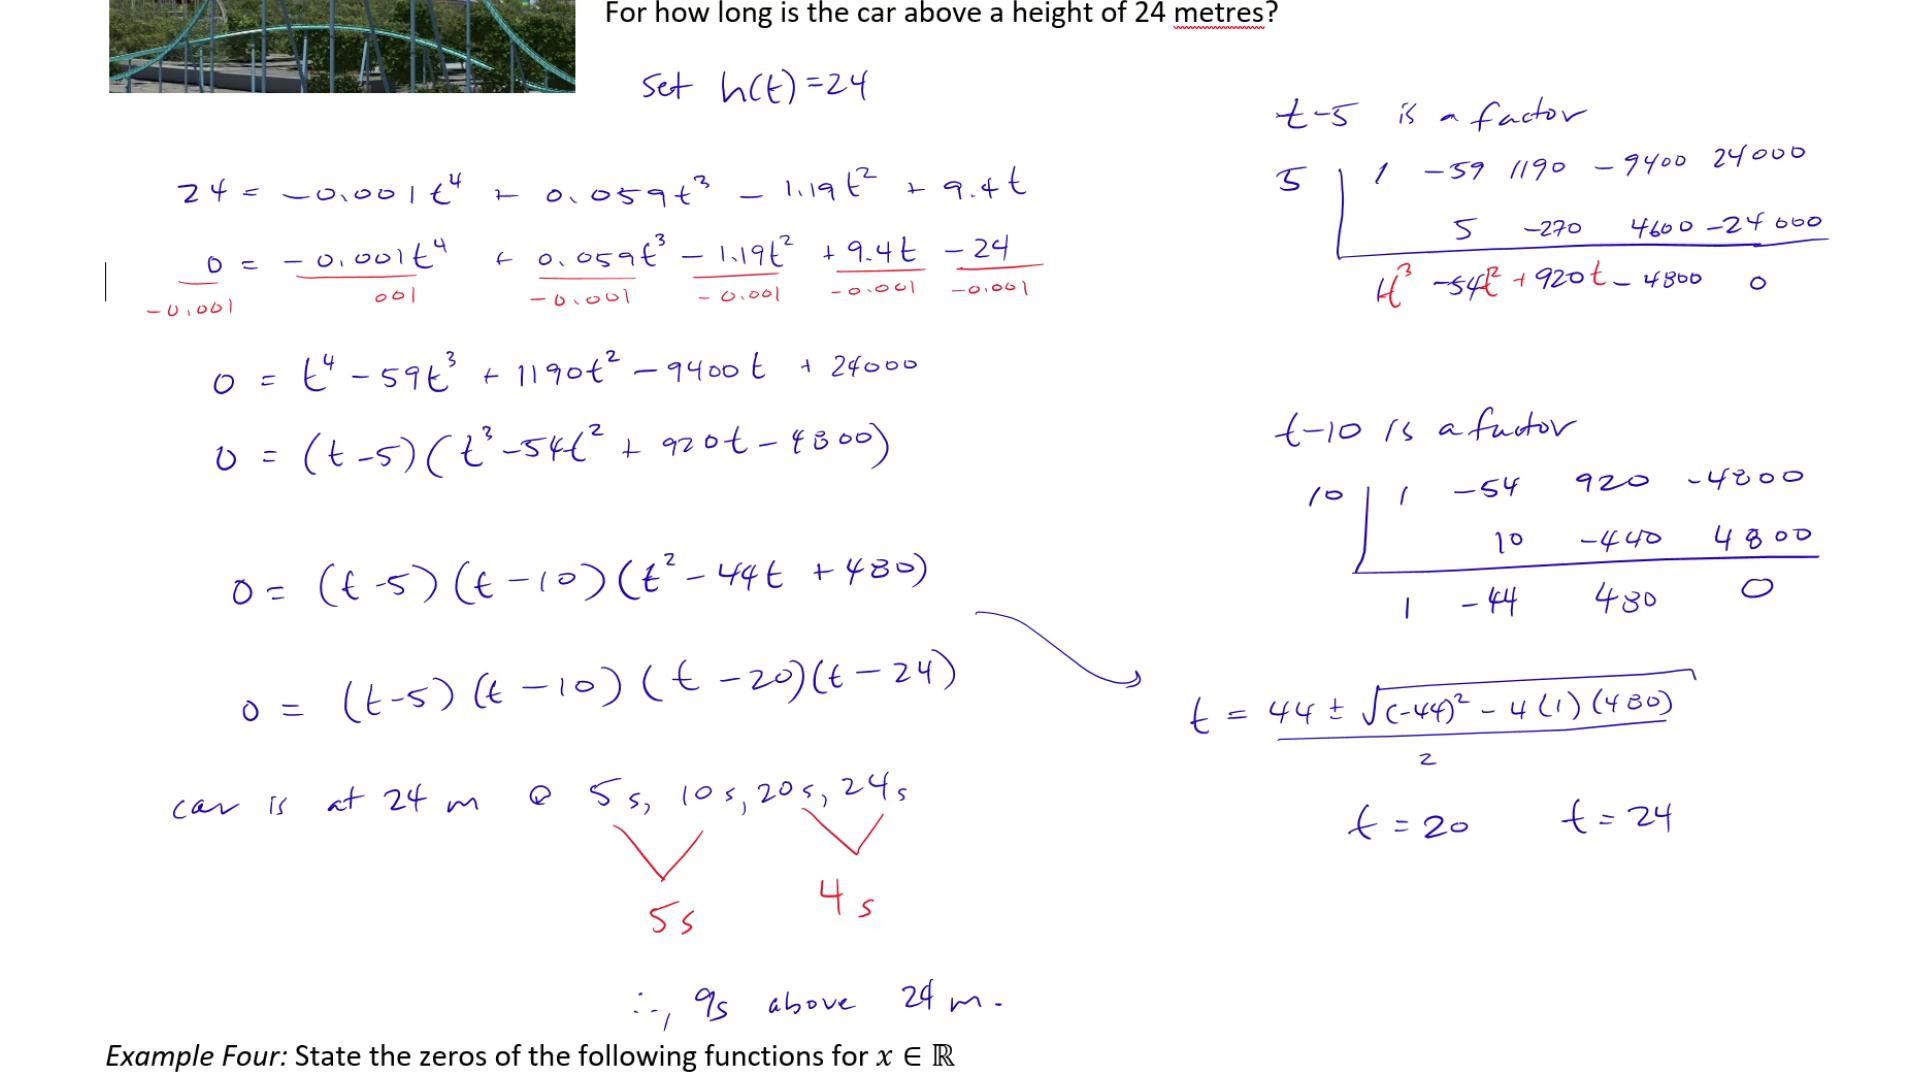 For how long is the car above a height of 24 metres?
set h(t)=24
24 = -0.001t⁴ + 0.059t³ - 1.19t² + 9.4t
0 = -0.001t⁴ + 0.059t³ - 1.19t² + 9.4t - 24
-0.001 001 -0.001 -0.001 -0.001 -0.001
0 = t⁴ - 59t³ + 1190t² - 9400t + 24000
0 = (t-5)(t³-54t² + 920t - 4800)
0 = (t-5)(t-10)(t²-44t+480)
0 = (t-5)(t-10)(t-20)(t-24)
car is at 24 m @ 5s, 10s, 20s, 24s
5s 4s
∴, 9s above 24 m.
t-5 is a factor
5 | 1 -59 1190 -9400 24000
5 -270 4600 -24000
1t³ -54t² + 920t - 4800 0
t-10 is a factor
10 | 1 -54 920 -4800
10 -440 4800
1 -44 480 0
t = 44 ± √(-44)² - 4(1)(480)
2
t = 20 t = 24
Example Four: State the zeros of the following functions for x ∈ ℝ